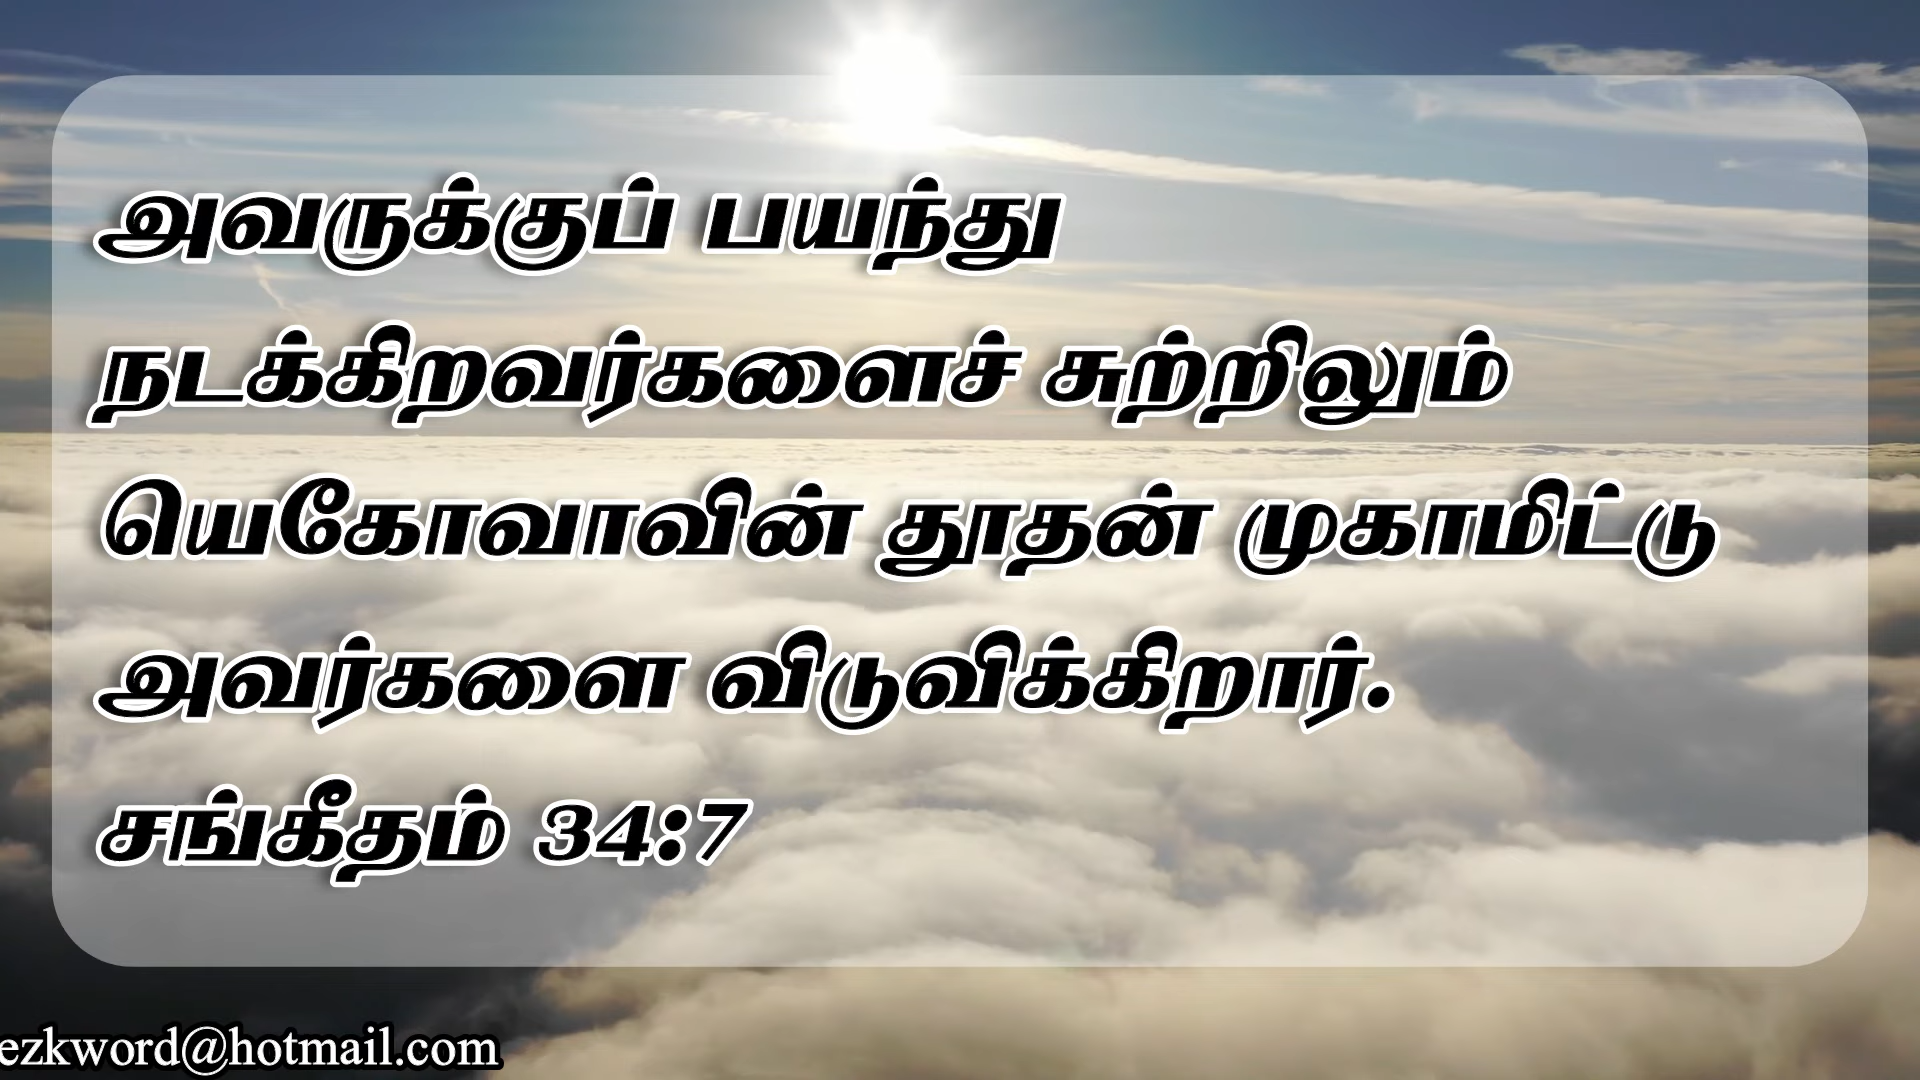 அவருக்குப் பயந்து
நடக்கிறவர்களைச் சுற்றிலும்
யெகோவாவின் தூதன் முகாமிட்டு
அவர்களை விடுவிக்கிறார்.
சங்கீதம் 34:7
ezkword@hotmail.com